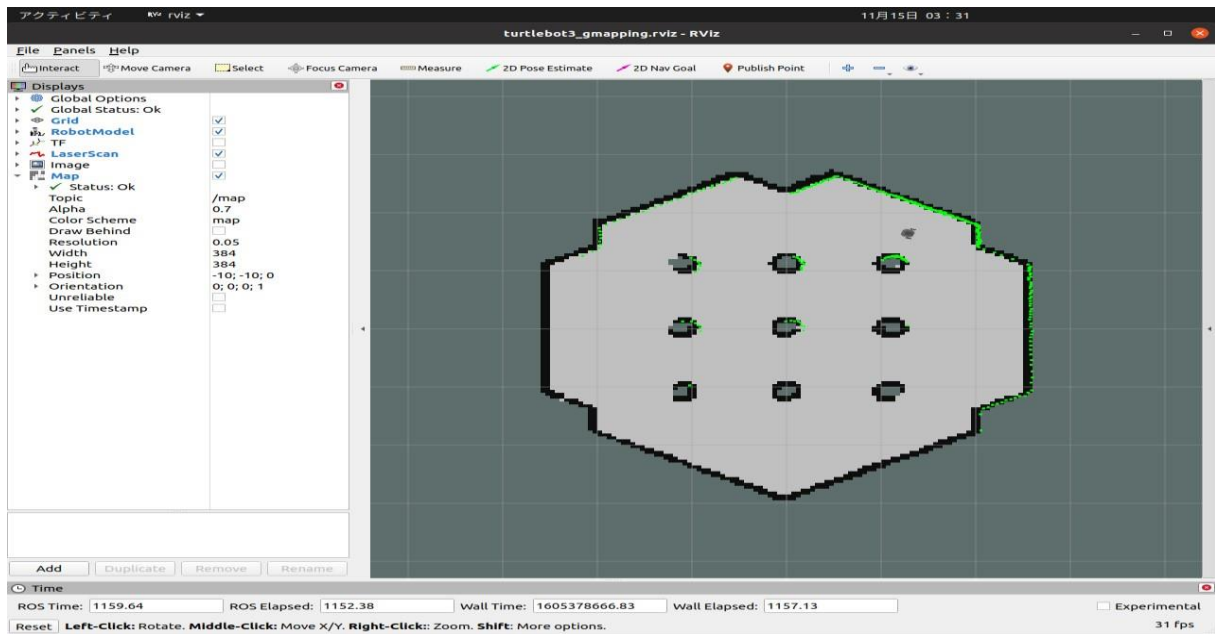 アクティビティ RViz rviz 11月15日 03：31
turtlebot3_gmapping.rviz - RViz
File Panels Help
Interact Move Camera Select Focus Camera Measure 2D Pose Estimate 2D Nav Goal Publish Point
Displays
Global Options
Global Status: Ok
Grid
RobotModel
TF
LaserScan
Image
Map
Status: Ok
Topic /map
Alpha 0.7
Color Scheme map
Draw Behind
Resolution 0.05
Width 384
Height 384
Position -10; -10; 0
Orientation 0; 0; 0; 1
Unreliable
Use Timestamp
Add Duplicate Remove Rename
Time
ROS Time: 1159.64 ROS Elapsed: 1152.38 Wall Time: 1605378666.83 Wall Elapsed: 1157.13 Experimental
Reset Left-Click: Rotate. Middle-Click: Move X/Y. Right-Click:: Zoom. Shift: More options. 31 fps